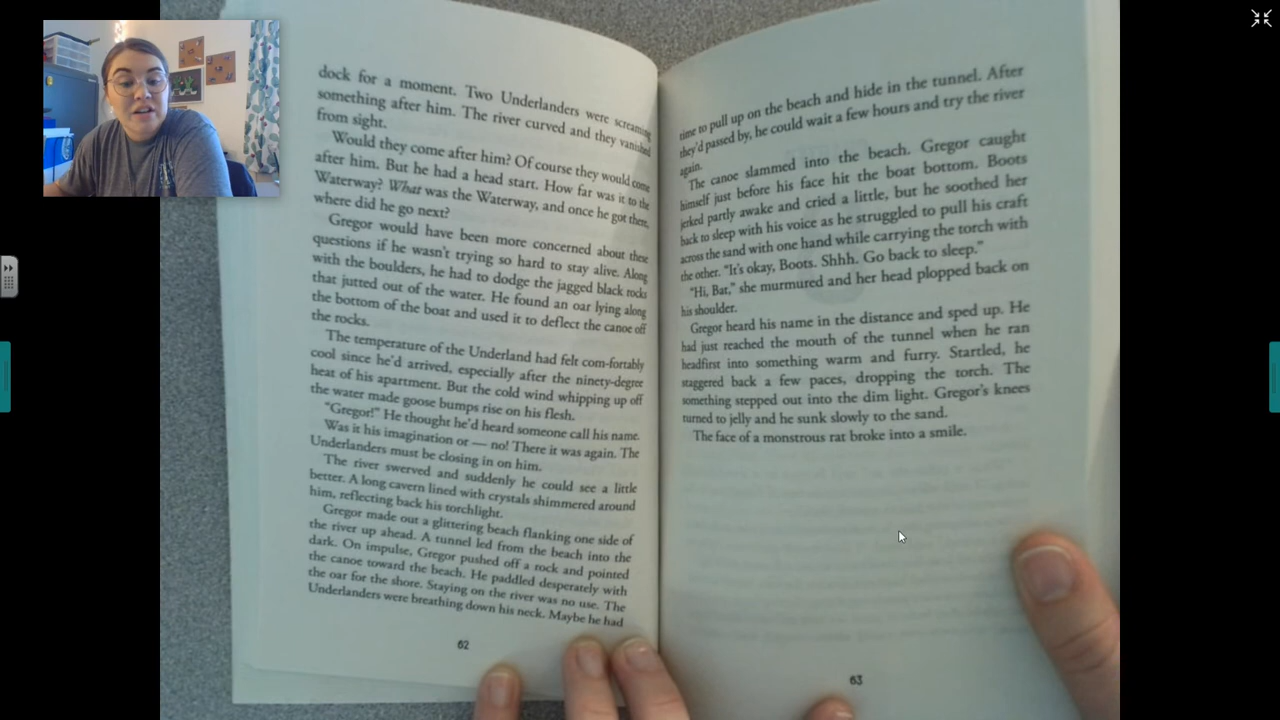 dock for a moment. Two Underlanders were screaming
something after him. The river curved and they vanished
from sight.
Would they come after him? Of course they would come
after him. But he had a head start. How far was it to the
Waterway? What was the Waterway, and once he got there,
where did he go next?
Gregor would have been more concerned about these
questions if he wasn't trying so hard to stay alive. Along
with the boulders, he had to dodge the jagged black rocks
that jutted out of the water. He found an oar lying along
the bottom of the boat and used it to deflect the canoe off
the rocks.
The temperature of the Underland had felt com-fortably
cool since he'd arrived, especially after the ninety-degree
heat of his apartment. But the cold wind whipping up off
the water made goose bumps rise on his flesh.
"Gregor!" He thought he'd heard someone call his name.
Was it his imagination or — no! There it was again. The
Underlanders must be closing in on him.
The river swerved and suddenly he could see a little
better. A long cavern lined with crystals shimmered around
him, reflecting back his torchlight.
Gregor made out a glittering beach flanking one side of
the river up ahead. A tunnel led from the beach into the
dark. On impulse, Gregor pushed off a rock and pointed
the canoe toward the beach. He paddled desperately with
the oar for the shore. Staying on the river was no use. The
Underlanders were breathing down his neck. Maybe he had
62
time to pull up on the beach and hide in the tunnel. After
they'd passed by, he could wait a few hours and try the river
again.
The canoe slammed into the beach. Gregor caught
himself just before his face hit the boat bottom. Boots
jerked partly awake and cried a little, but he soothed her
back to sleep with his voice as he struggled to pull his craft
across the sand with one hand while carrying the torch with
the other. "It's okay, Boots. Shhh. Go back to sleep."
"Hi, Bat," she murmured and her head plopped back on
his shoulder.
Gregor heard his name in the distance and sped up. He
had just reached the mouth of the tunnel when he ran
headfirst into something warm and furry. Startled, he
staggered back a few paces, dropping the torch. The
something stepped out into the dim light. Gregor's knees
turned to jelly and he sunk slowly to the sand.
The face of a monstrous rat broke into a smile.
63